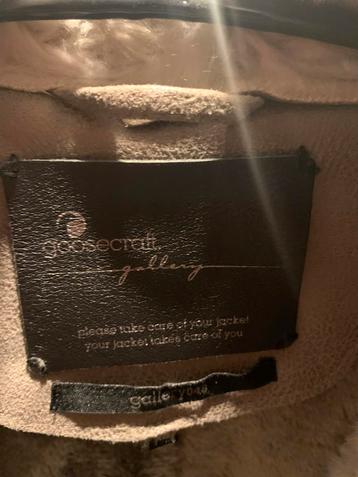 goosecraft.
gallery
please take care of your jacket
your jacket takes care of you